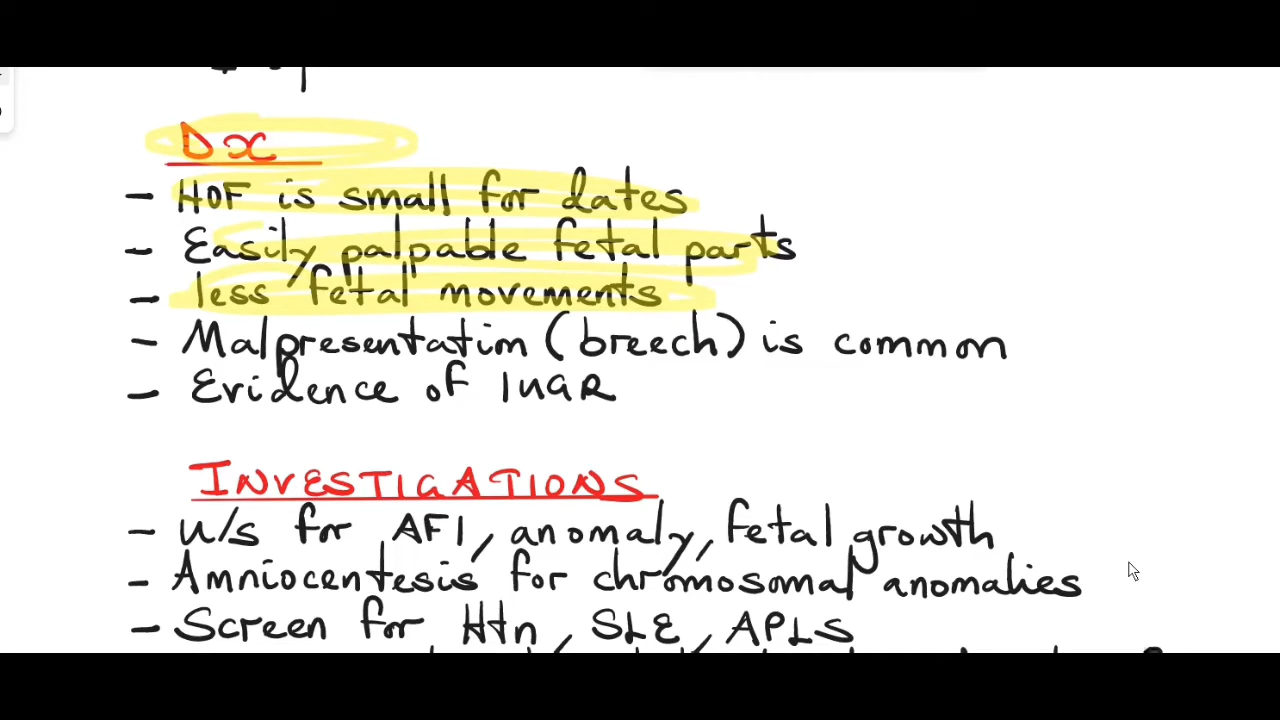 Dx
- HOF is small for dates
- Easily palpable fetal parts
- less fetal movements
- Malpresentation (breech) is common
- Evidence of IUGR
INVESTIGATIONS
- U/s for AFI, anomaly, fetal growth
- Amniocentesis for chromosomal anomalies
- Screen for Htn, SLE, APLS